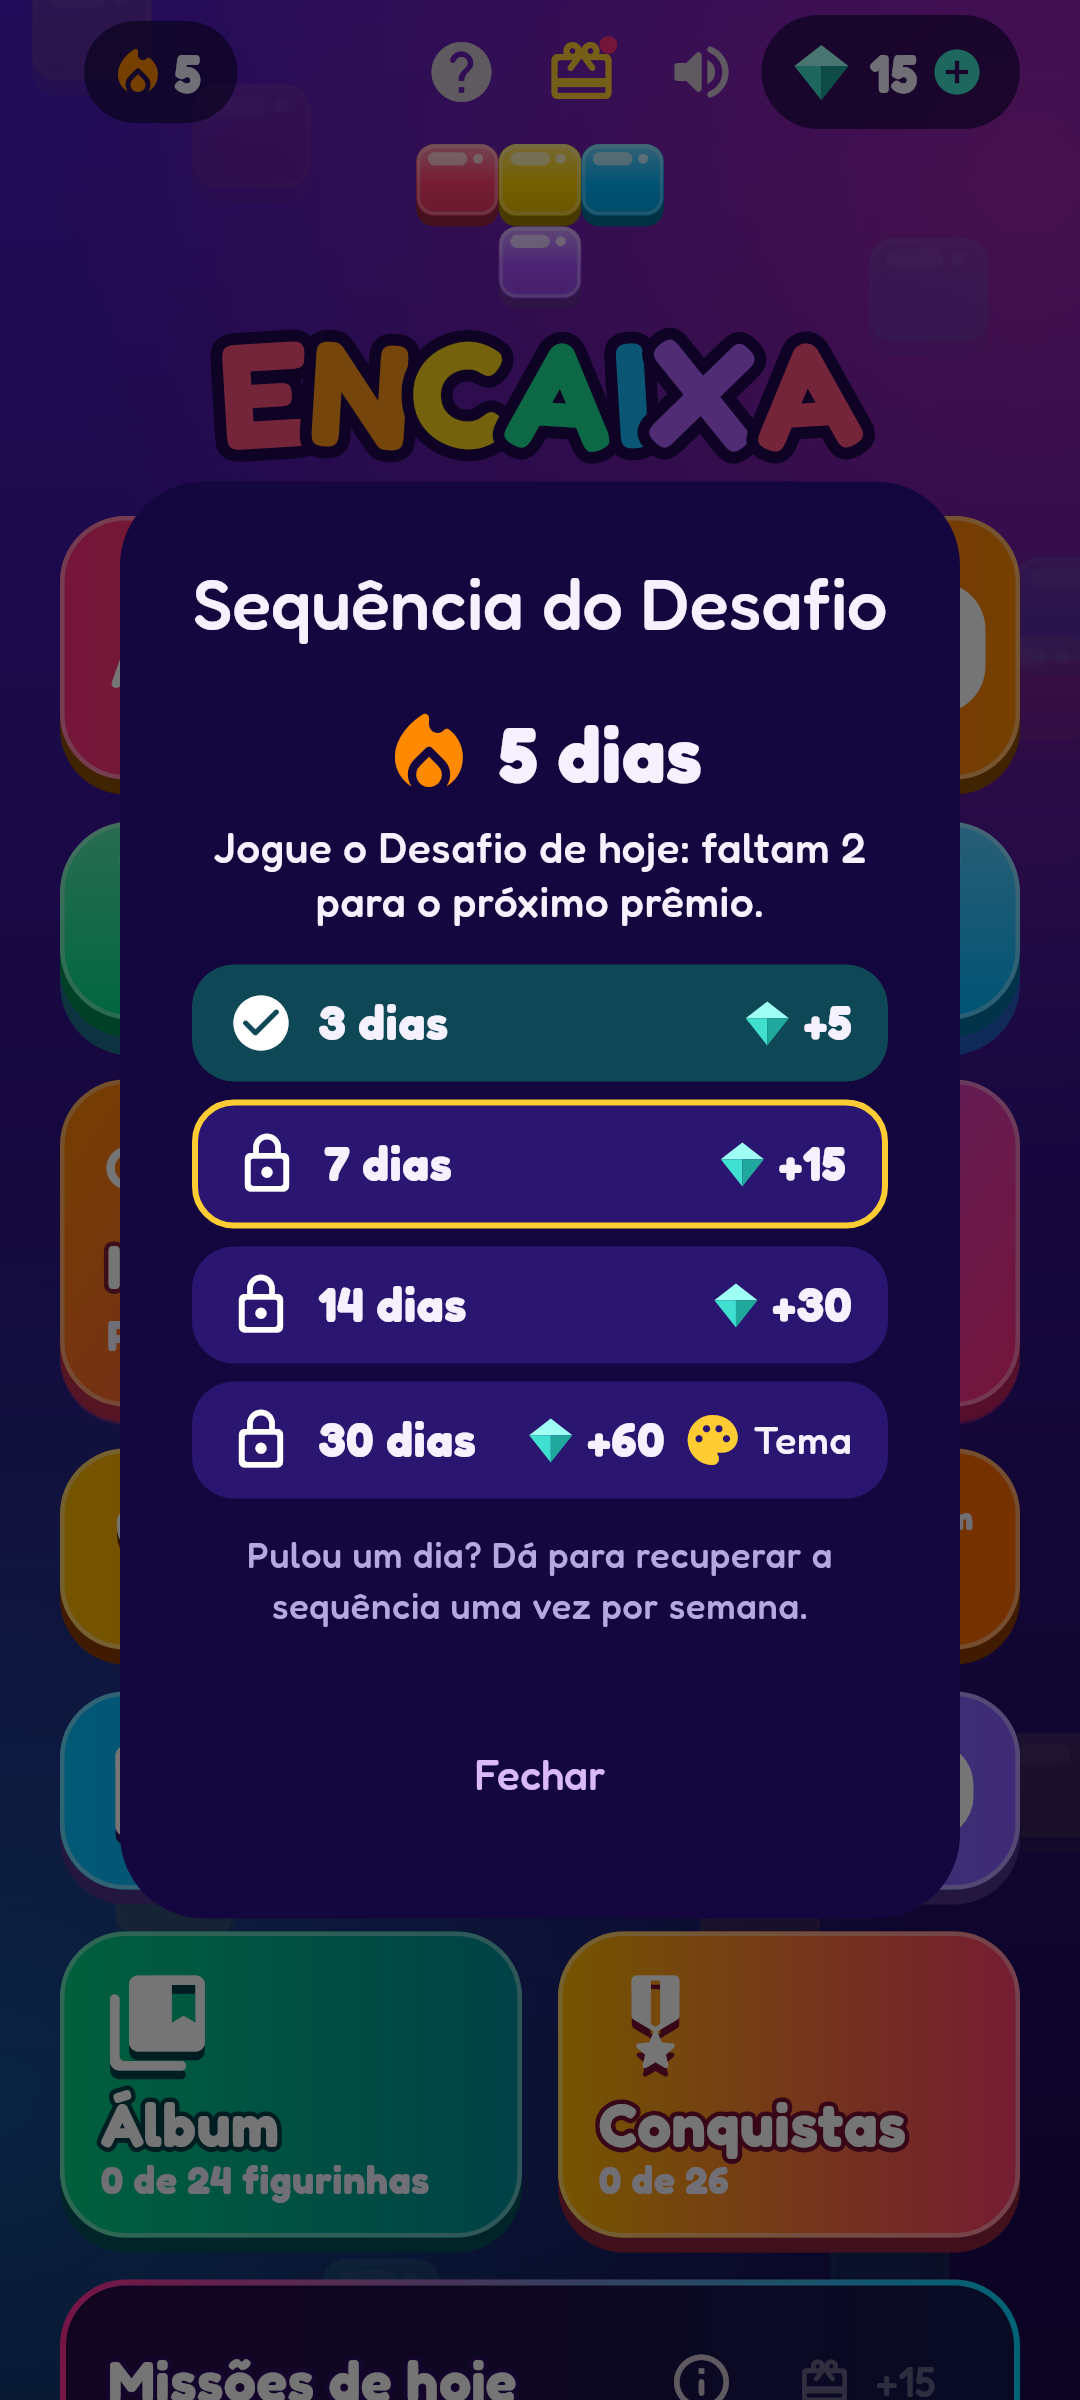 5
15
ENCAIXA
Sequência do Desafio
5 dias
Jogue o Desafio de hoje: faltam 2
para o próximo prêmio.
3 dias +5
7 dias +15
14 dias +30
30 dias +60 Tema
Pulou um dia? Dá para recuperar a
sequência uma vez por semana.
Fechar
Álbum
0 de 24 figurinhas
Conquistas
0 de 26
Missões de hoje +15